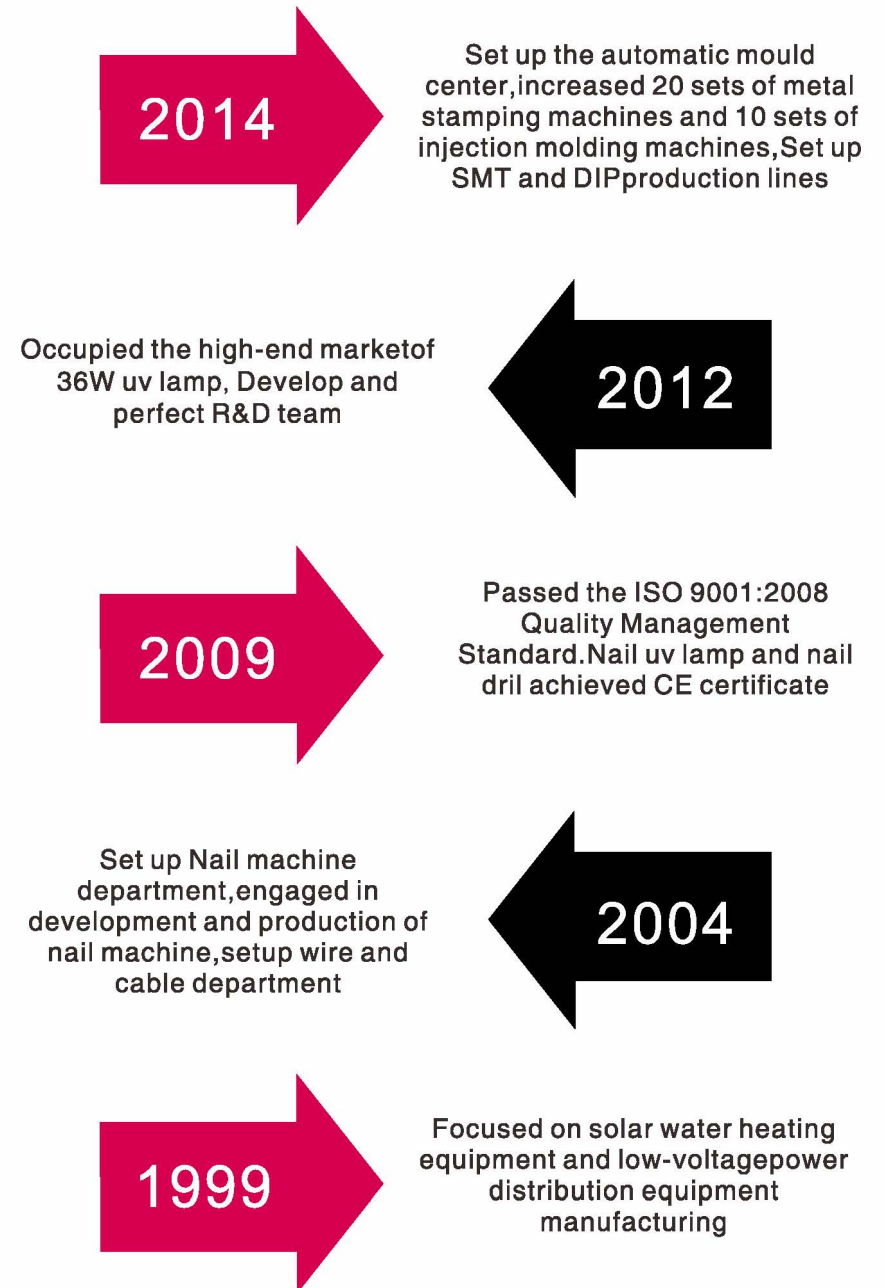 2014
Set up the automatic mould
center,increased 20 sets of metal
stamping machines and 10 sets of
injection molding machines,Set up
SMT and DIPproduction lines
Occupied the high-end marketof
36W uv lamp, Develop and
perfect R&D team
2012
2009
Passed the ISO 9001:2008
Quality Management
Standard.Nail uv lamp and nail
dril achieved CE certificate
Set up Nail machine
department,engaged in
development and production of
nail machine,setup wire and
cable department
2004
1999
Focused on solar water heating
equipment and low-voltagepower
distribution equipment
manufacturing